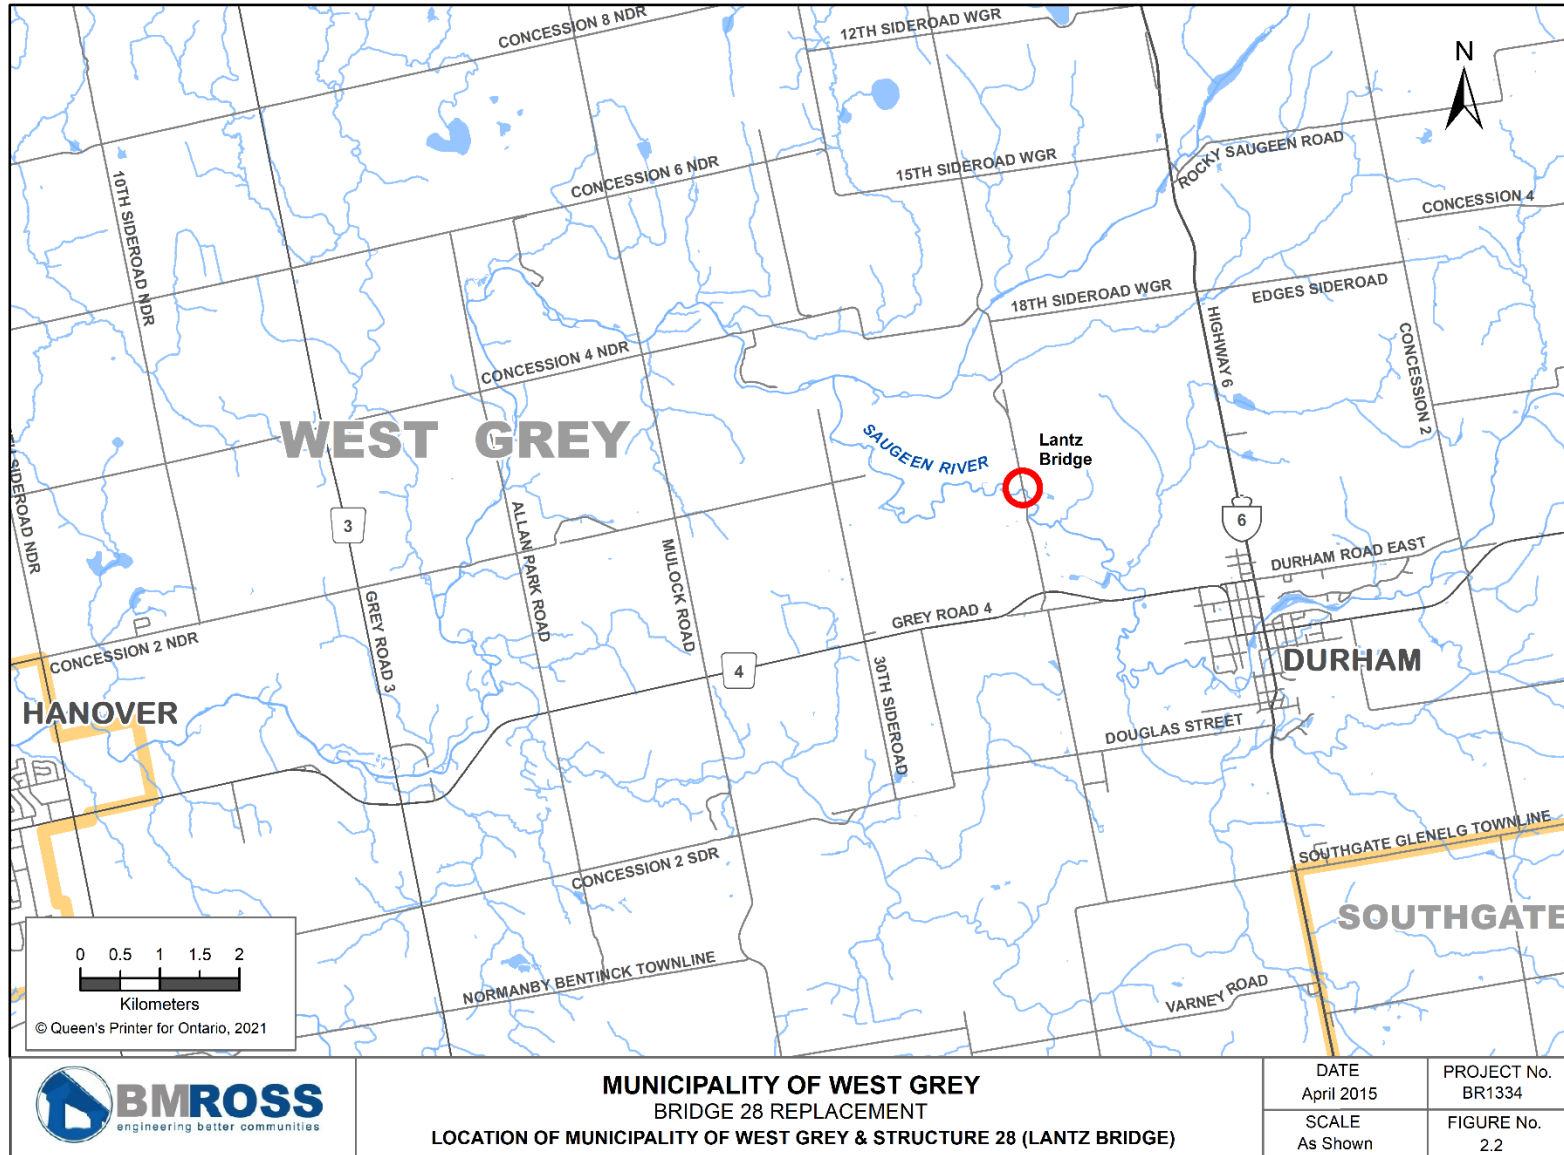 CONCESSION 8 NDR
12TH SIDEROAD WGR
N
ROCKY SAUGEEN ROAD
15TH SIDEROAD WGR
CONCESSION 6 NDR
CONCESSION 4
10TH SIDEROAD NDR
18TH SIDEROAD WGR
EDGES SIDEROAD
HIGHWAY 6
CONCESSION 2
CONCESSION 4 NDR
WEST GREY
SAUGEEN RIVER
Lantz
Bridge
SIDEROAD NDR
3
ALLAN PARK ROAD
MULOCK ROAD
6
DURHAM ROAD EAST
GREY ROAD 3
GREY ROAD 4
CONCESSION 2 NDR
4
30TH SIDEROAD
DURHAM
HANOVER
DOUGLAS STREET
SOUTHGATE GLENELG TOWNLINE
CONCESSION 2 SDR
SOUTHGATE
NORMANBY BENTINCK TOWNLINE
VARNEY ROAD
0 0.5 1 1.5 2
Kilometers
© Queen's Printer for Ontario, 2021
BMROSS
engineering better communities
MUNICIPALITY OF WEST GREY
BRIDGE 28 REPLACEMENT
LOCATION OF MUNICIPALITY OF WEST GREY & STRUCTURE 28 (LANTZ BRIDGE)
DATE
April 2015
PROJECT No.
BR1334
SCALE
As Shown
FIGURE No.
2.2